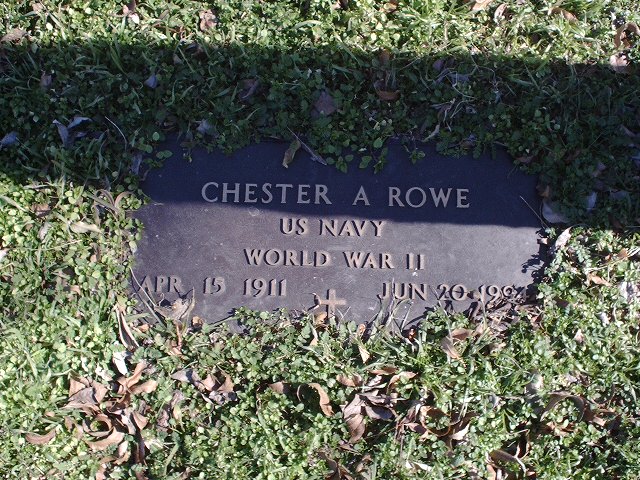 CHESTER A ROWE
US NAVY
WORLD WAR II
APR 15 1911 JUN 20